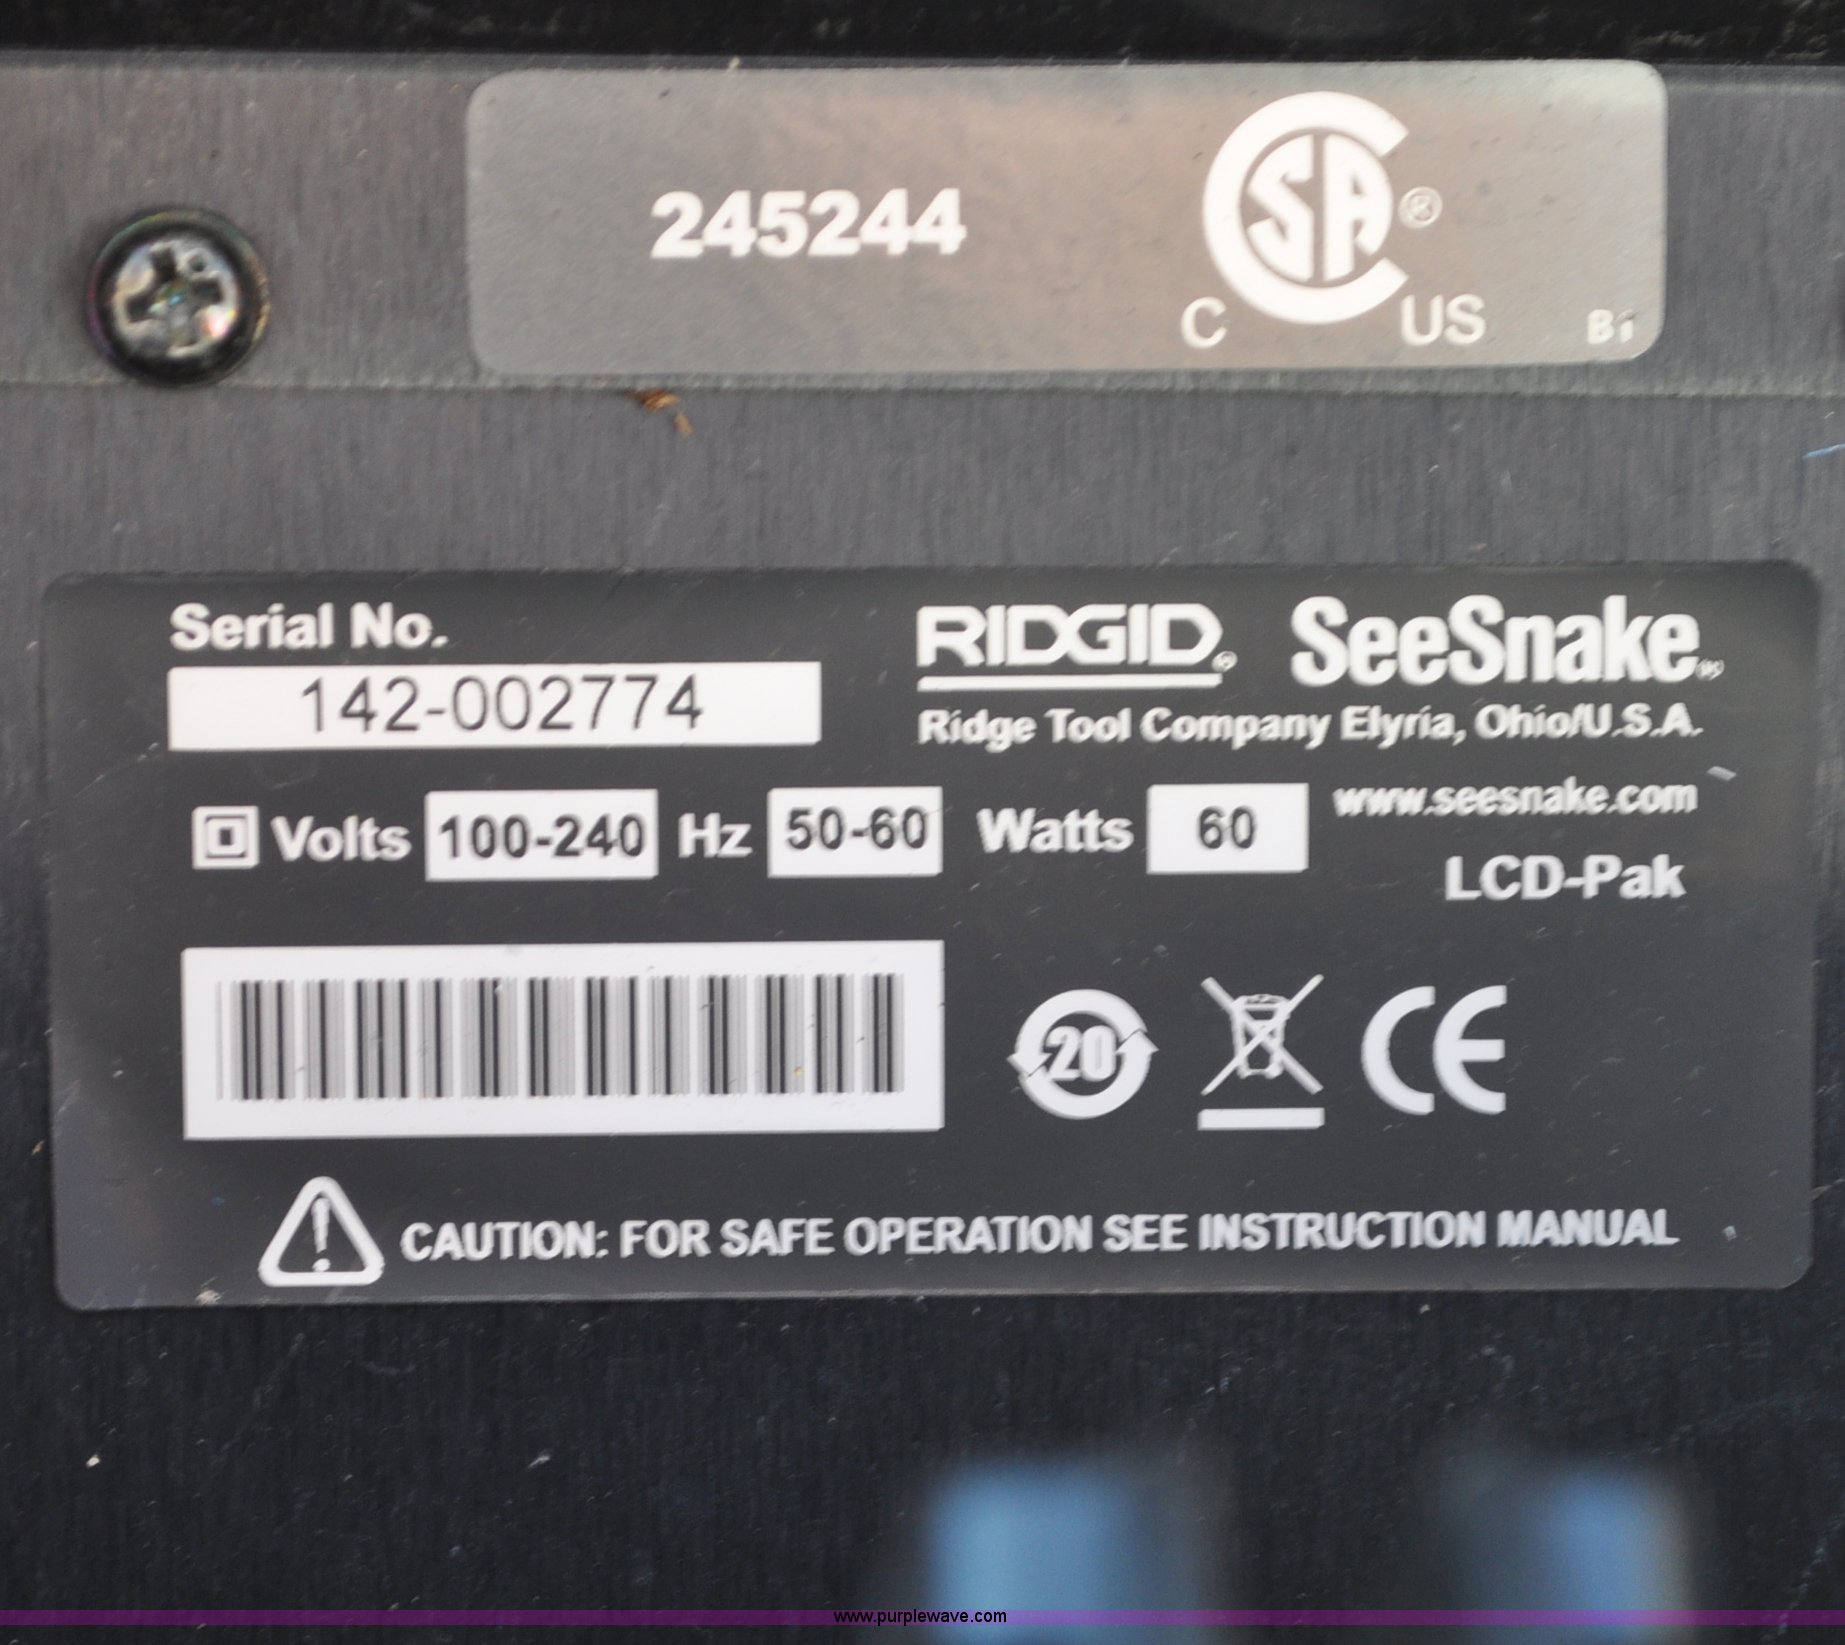 245244
CSA®
C US
Bi
Serial No.
142-002774
RIDGID® SeeSnake®
Ridge Tool Company Elyria, Ohio/U.S.A.
www.seesnake.com
Volts 100-240 Hz 50-60 Watts 60
LCD-Pak
20
CE
CAUTION: FOR SAFE OPERATION SEE INSTRUCTION MANUAL
www.purplewave.com